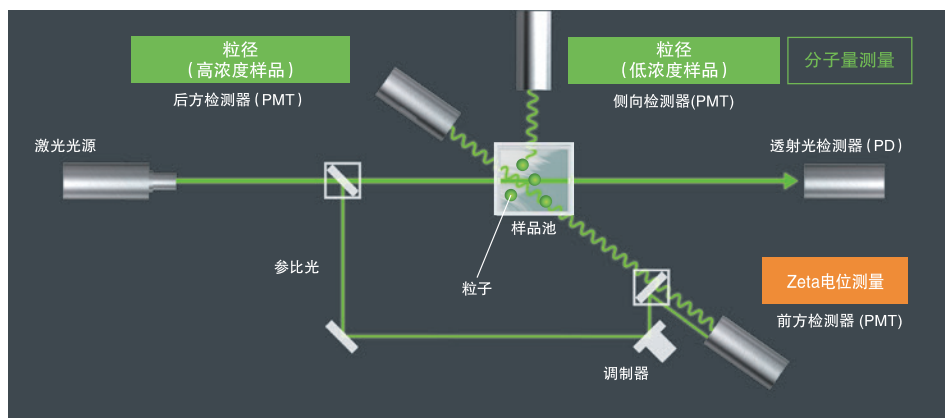 粒径
(高浓度样品)
后方检测器(PMT)
粒径
(低浓度样品)
侧向检测器(PMT)
分子量测量
激光光源
透射光检测器(PD)
样品池
参比光
粒子
Zeta电位测量
前方检测器(PMT)
调制器